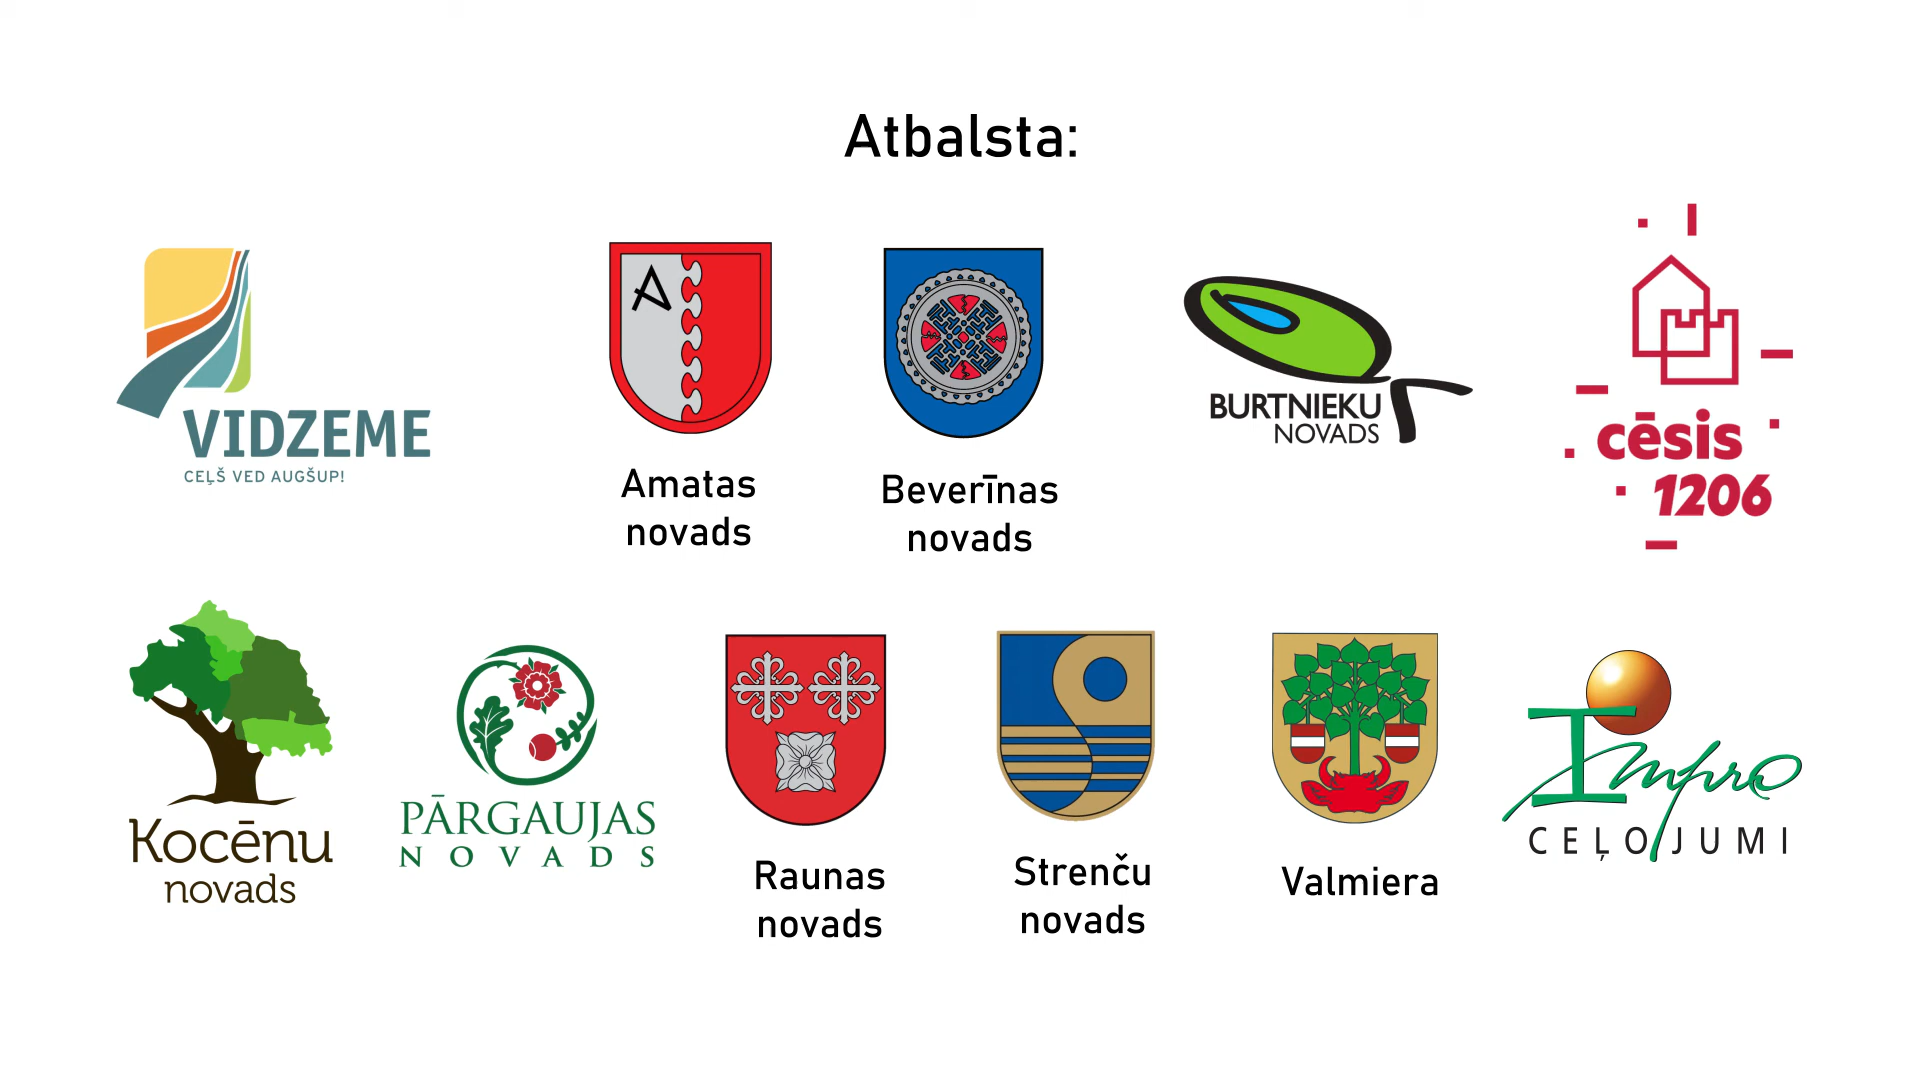 Atbalsta:
VIDZEME
CEĻŠ VED AUGŠUP!
A
Amatas
novads
Beverīnas
novads
BURTNIEKU
NOVADS
cēsis
1206
Kocēnu
novads
PĀRGAUJAS
NOVADS
Raunas
novads
Strenču
novads
Valmiera
Impro
CEĻOJUMI